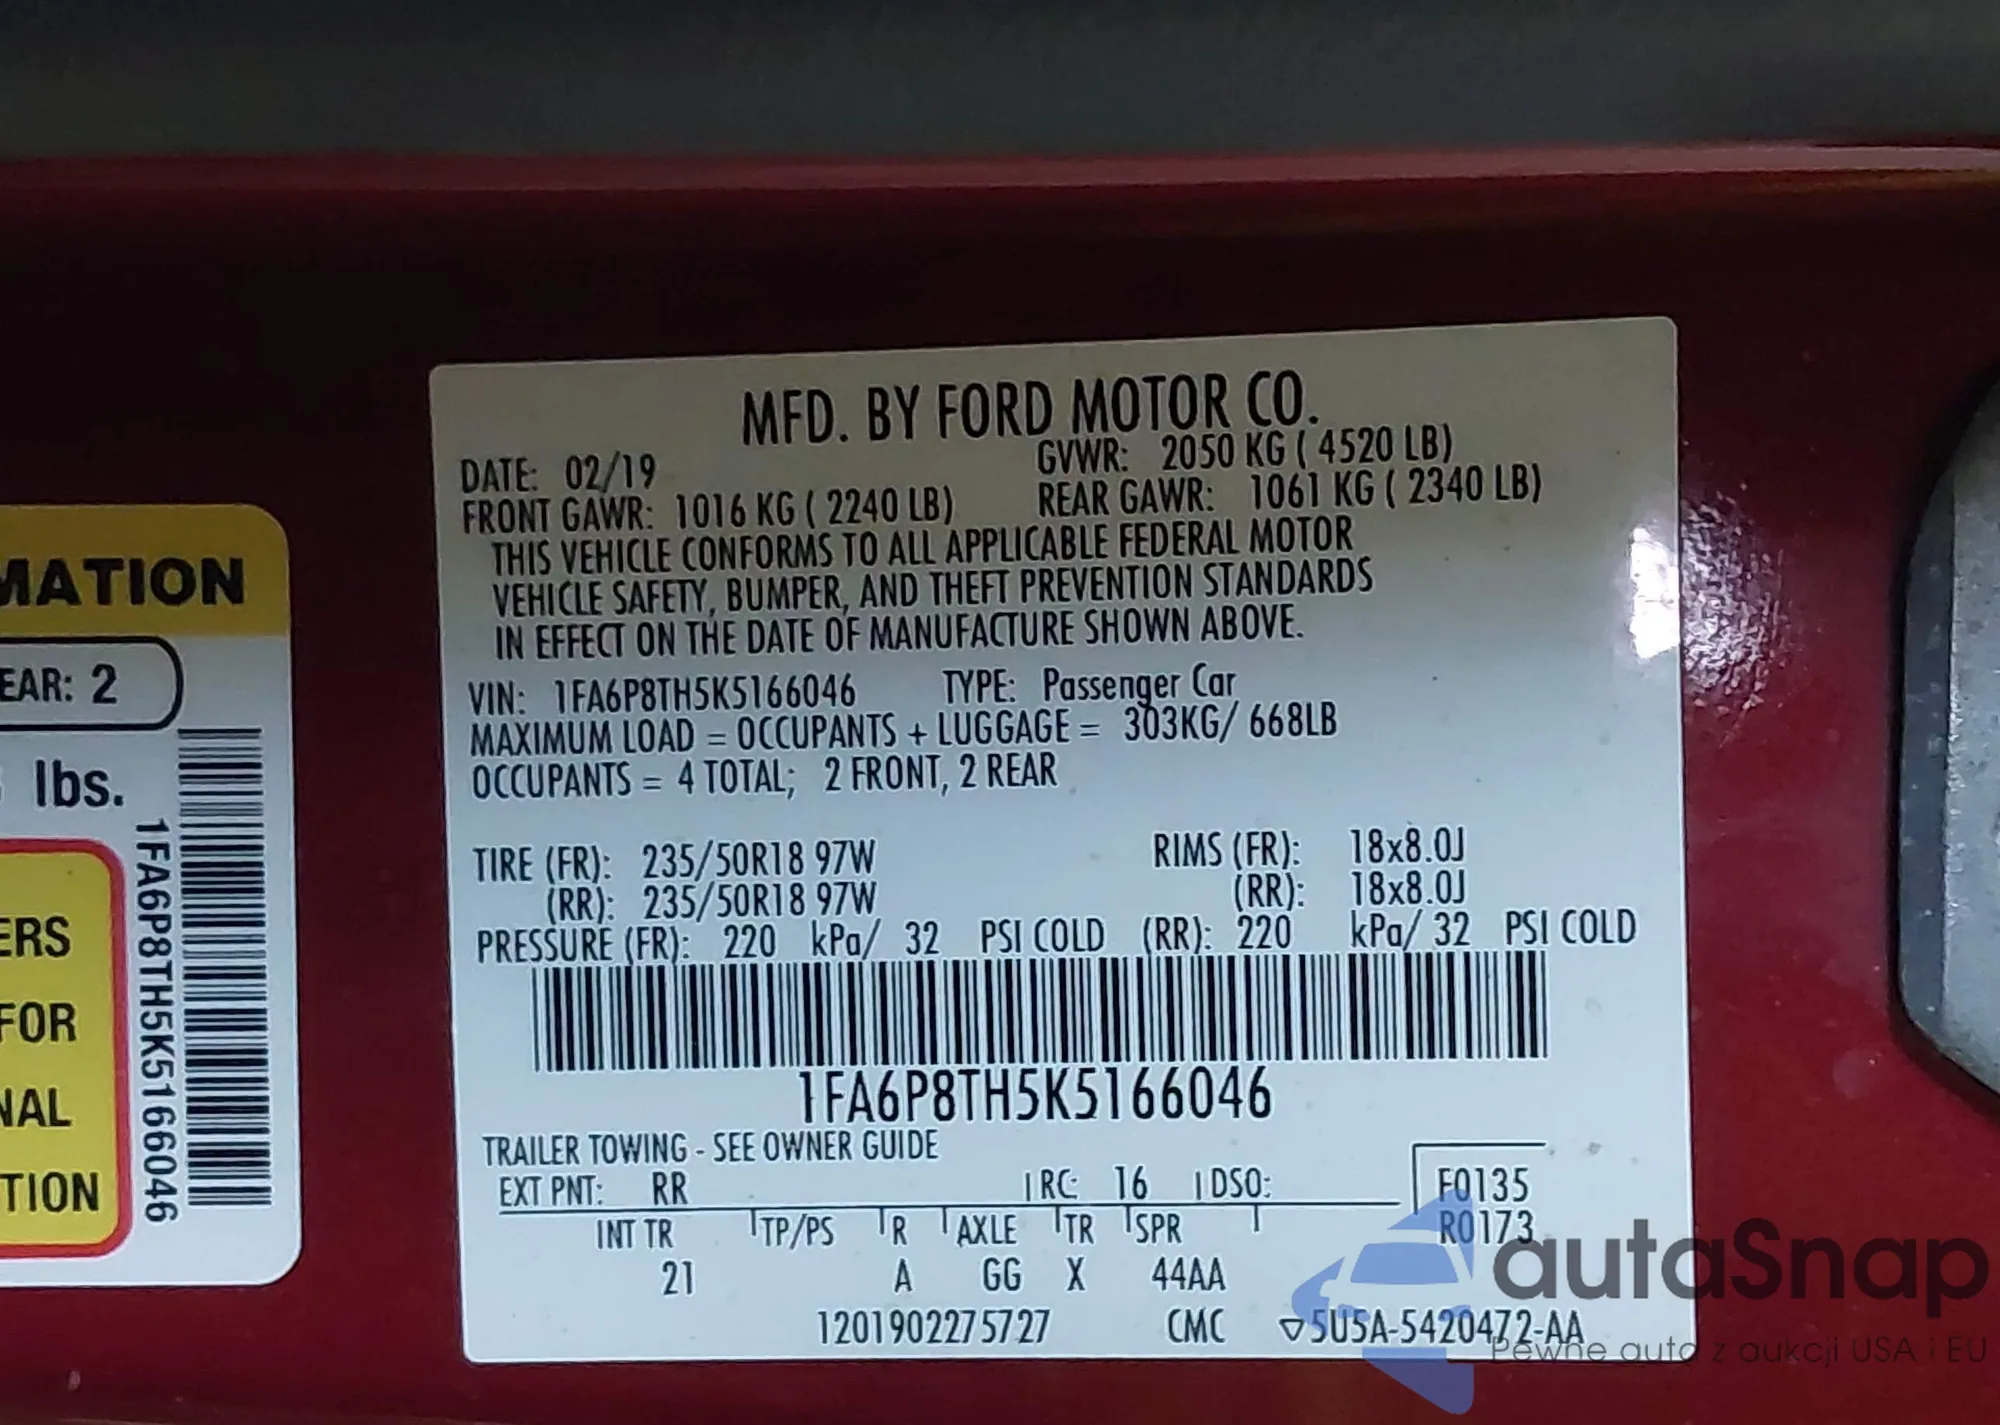 MFD. BY FORD MOTOR CO.
DATE: 02/19 GVWR: 2050 KG ( 4520 LB)
FRONT GAWR: 1016 KG ( 2240 LB) REAR GAWR: 1061 KG ( 2340 LB)
THIS VEHICLE CONFORMS TO ALL APPLICABLE FEDERAL MOTOR
VEHICLE SAFETY, BUMPER, AND THEFT PREVENTION STANDARDS
IN EFFECT ON THE DATE OF MANUFACTURE SHOWN ABOVE.
VIN: 1FA6P8TH5K5166046 TYPE: Passenger Car
MAXIMUM LOAD = OCCUPANTS + LUGGAGE = 303KG/ 668LB
OCCUPANTS = 4 TOTAL; 2 FRONT, 2 REAR
TIRE (FR): 235/50R18 97W RIMS (FR): 18x8.0J
(RR): 235/50R18 97W (RR): 18x8.0J
PRESSURE (FR): 220 kPa/ 32 PSI COLD (RR): 220 kPa/ 32 PSI COLD
1FA6P8TH5K5166046
TRAILER TOWING - SEE OWNER GUIDE
EXT PNT: RR RC: 16 DSO: F0135
R0173
INT TR TP/PS R AXLE TR SPR
21 A GG X 44AA
1201902275727 CMC ▽5U5A-5420472-AA
MATION
EAR: 2
lbs.
1FA6P8TH5K5166046
ERS
FOR
NAL
TION
autaSnap
Pewne auta z aukcji USA i EU